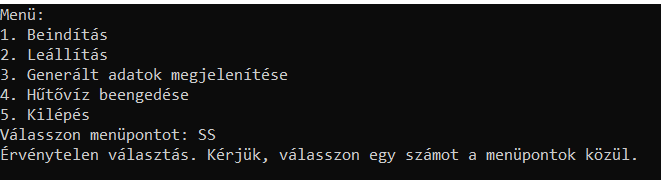 Menü:
1. Beindítás
2. Leállítás
3. Generált adatok megjelenítése
4. Hűtővíz beengedése
5. Kilépés
Válasszon menüpontot: SS
Érvénytelen választás. Kérjük, válasszon egy számot a menüpontok közül.